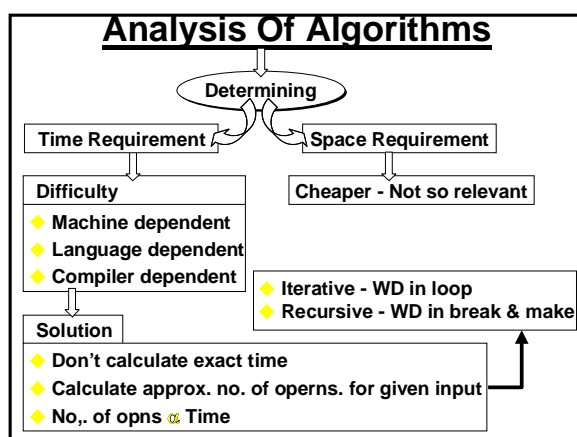 Analysis Of Algorithms
Determining
Time Requirement
Space Requirement
Difficulty
Machine dependent
Language dependent
Compiler dependent
Cheaper - Not so relevant
Iterative - WD in loop
Recursive - WD in break & make
Solution
Don't calculate exact time
Calculate approx. no. of operns. for given input
No,. of opns α Time